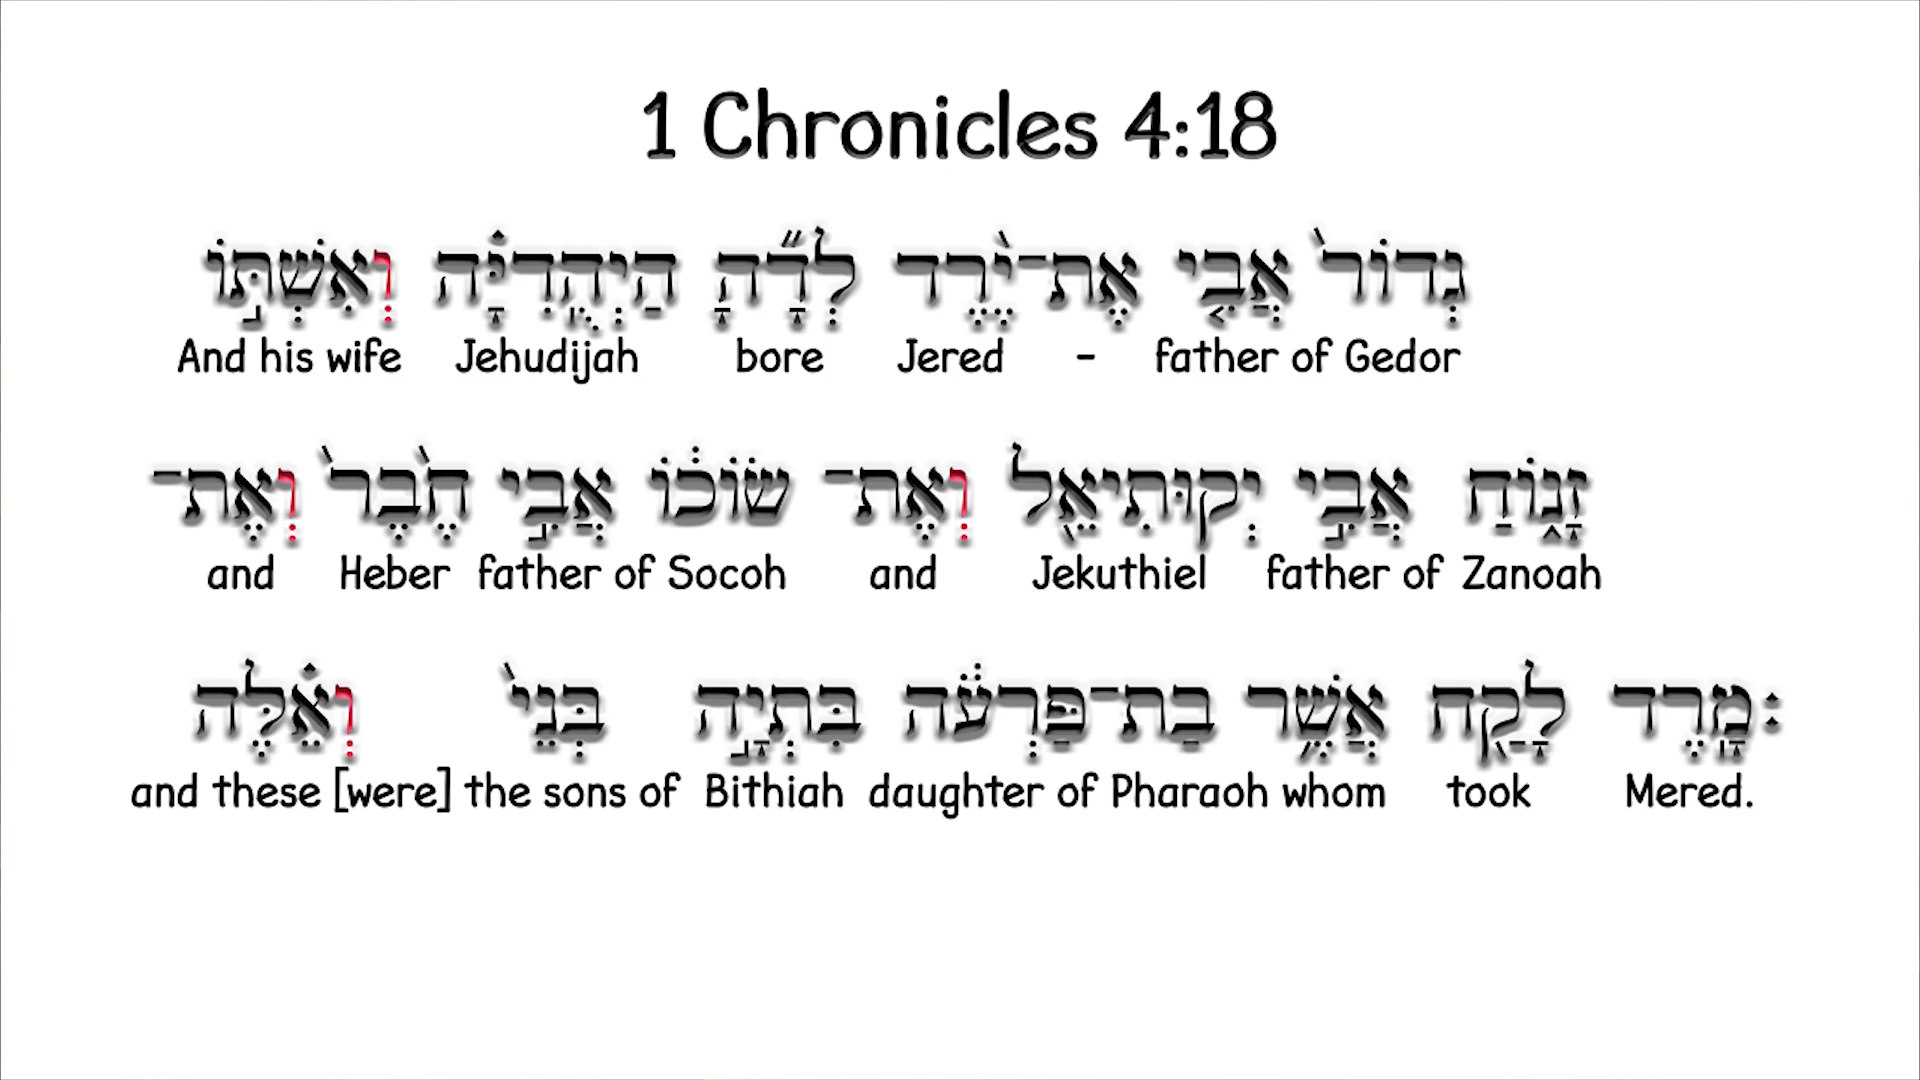 1 Chronicles 4:18
וְאִשְׁתּ֣וֹ הַיְהֻדִיָּ֗ה לְדָ֞הָ אֶת־יֶ֨רֶד אֲבִ֤י גְדוֹר֙
And his wife Jehudijah bore Jered - father of Gedor
וְאֶת־ חֶ֙בֶר֙ אֲבִ֣י שׂוֹכ֔וֹ וְאֶת־ יְקוּתִיאֵ֖ל אֲבִ֣י זָנ֑וֹחַ
and Heber father of Socoh and Jekuthiel father of Zanoah
וְאֵ֗לֶּה בְּנֵי֙ בִּתְיָ֣ה בַת־פַּרְעֹ֔ה אֲשֶׁ֥ר לָקַ֖ח מָֽרֶד׃
and these [were] the sons of Bithiah daughter of Pharaoh whom took Mered.